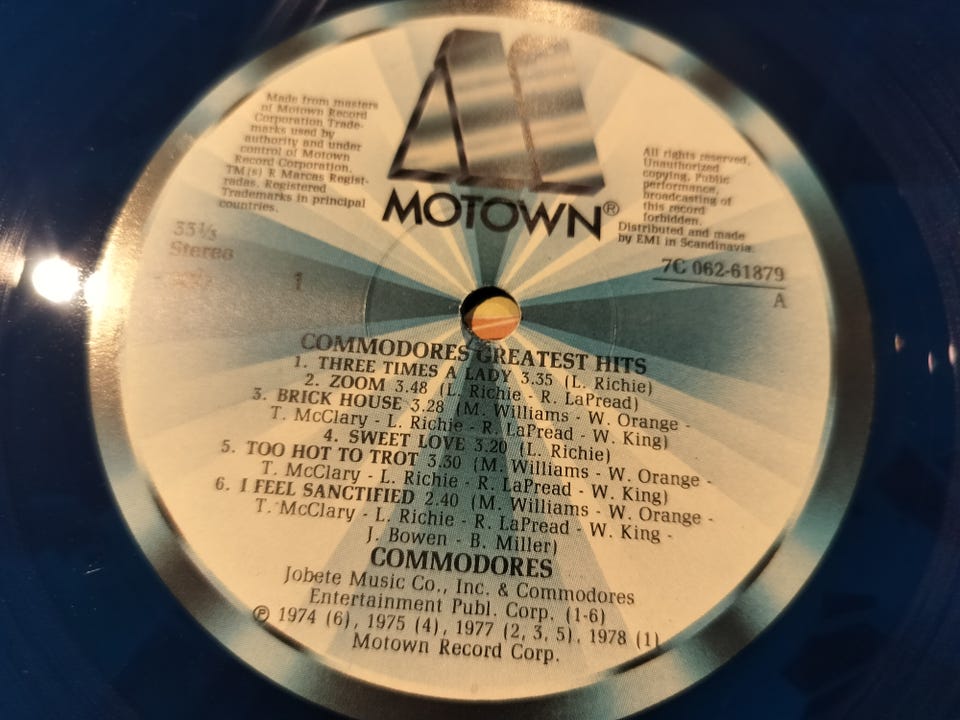 Made from masters
of Motown Record
Corporation Trade-
marks used by
authority and under
control of Motown
Record Corporation.
TM(s) R Marcas Regist-
radas. Registered
Trademarks in principal
countries.
MOTOWN®
All rights reserved.
Unauthorized
copying, Public
performance,
broadcasting of
this record
forbidden.
Distributed and made
by EMI in Scandinavia.
33⅓
Stereo
1
7C 062-61879
A
COMMODORES GREATEST HITS
1. THREE TIMES A LADY 3.35 (L. Richie)
2. ZOOM 3.48 (L. Richie - R. LaPread)
3. BRICK HOUSE 3.28 (M. Williams - W. Orange -
T. McClary - L. Richie - R. LaPread - W. King)
4. SWEET LOVE 3.20 (L. Richie)
5. TOO HOT TO TROT 3.30 (M. Williams - W. Orange -
T. McClary - L. Richie - R. LaPread - W. King)
6. I FEEL SANCTIFIED 2.40 (M. Williams - W. Orange -
T. McClary - L. Richie - R. LaPread - W. King -
J. Bowen - B. Miller)
COMMODORES
Jobete Music Co., Inc. & Commodores
Entertainment Publ. Corp. (1-6)
℗ 1974 (6), 1975 (4), 1977 (2, 3, 5), 1978 (1)
Motown Record Corp.